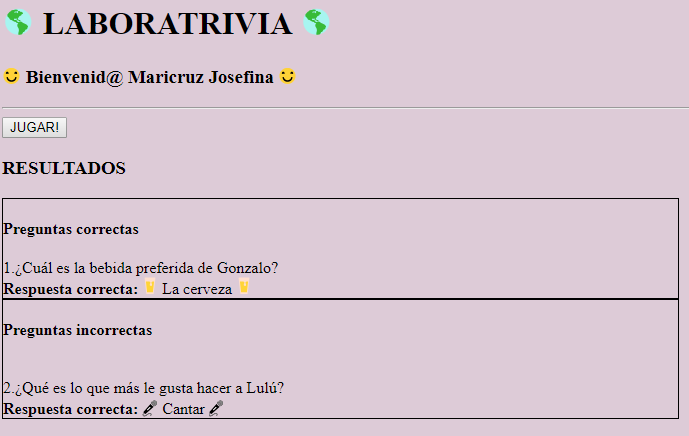 🌎 LABORATRIVIA 🌎
🙂 Bienvenid@ Maricruz Josefina 🙂
JUGAR!
RESULTADOS
Preguntas correctas
1.¿Cuál es la bebida preferida de Gonzalo?
Respuesta correcta: 🍺 La cerveza 🍺
Preguntas incorrectas
2.¿Qué es lo que más le gusta hacer a Lulú?
Respuesta correcta: 🎤 Cantar 🎤